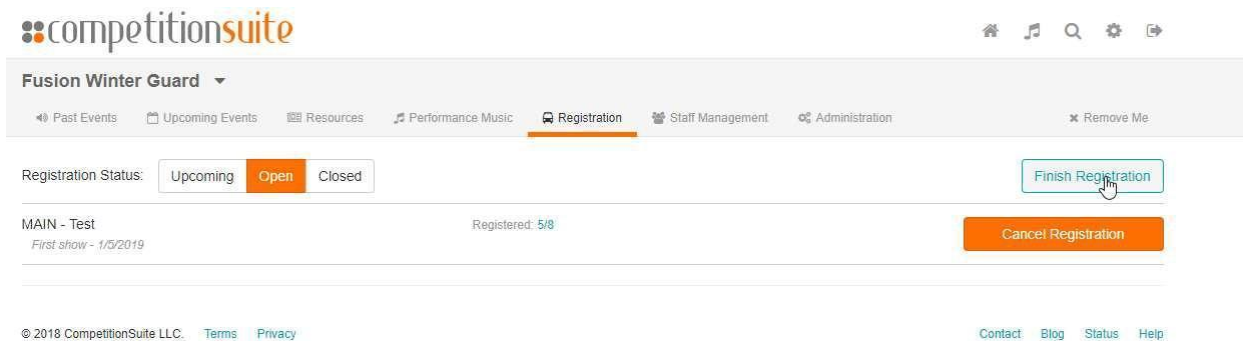 competitionsuite
Fusion Winter Guard
Past Events Upcoming Events Resources Performance Music Registration Staff Management Administration Remove Me
Registration Status: Upcoming Open Closed Finish Registration
MAIN - Test Registered: 5/8 Cancel Registration
First show - 1/5/2019
© 2018 CompetitionSuite LLC. Terms Privacy Contact Blog Status Help